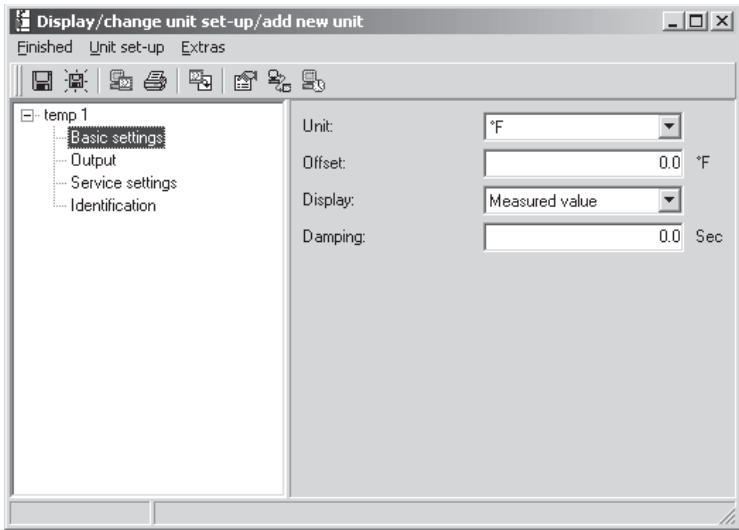 Display/change unit set-up/add new unit
Finished Unit set-up Extras
temp 1
Basic settings
Output
Service settings
Identification
Unit: °F
Offset: 0.0 °F
Display: Measured value
Damping: 0.0 Sec